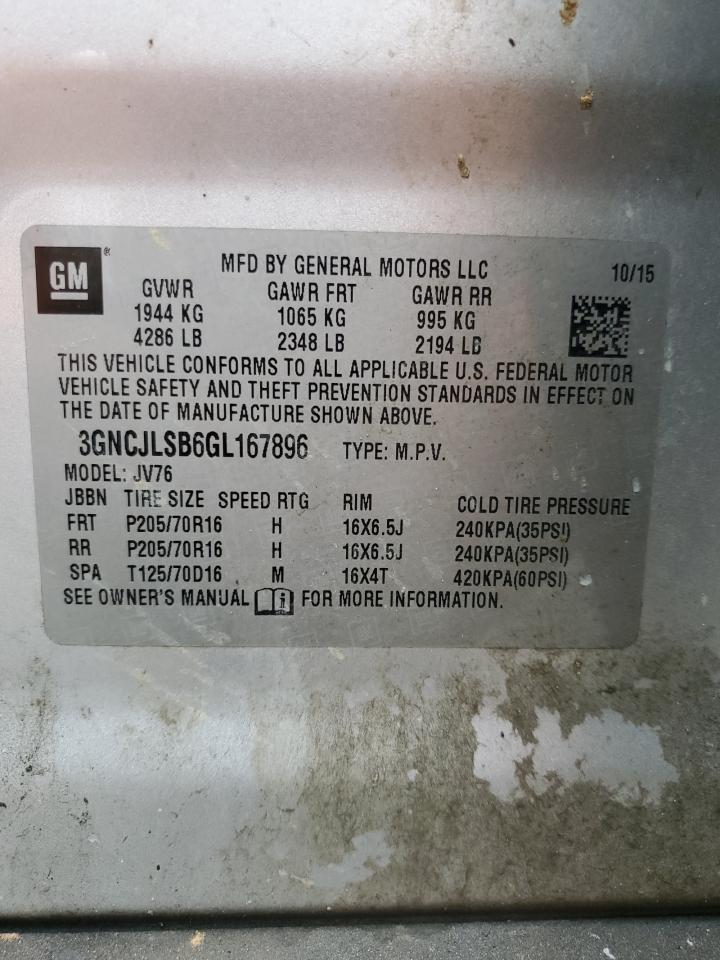 GM ®
MFD BY GENERAL MOTORS LLC 10/15
GVWR GAWR FRT GAWR RR
1944 KG 1065 KG 995 KG
4286 LB 2348 LB 2194 LB
THIS VEHICLE CONFORMS TO ALL APPLICABLE U.S. FEDERAL MOTOR
VEHICLE SAFETY AND THEFT PREVENTION STANDARDS IN EFFECT ON
THE DATE OF MANUFACTURE SHOWN ABOVE.
3GNCJLSB6GL167896 TYPE: M.P.V.
MODEL: JV76
JBBN TIRE SIZE SPEED RTG RIM COLD TIRE PRESSURE
FRT P205/70R16 H 16X6.5J 240KPA(35PSI)
RR P205/70R16 H 16X6.5J 240KPA(35PSI)
SPA T125/70D16 M 16X4T 420KPA(60PSI)
SEE OWNER'S MANUAL i FOR MORE INFORMATION.